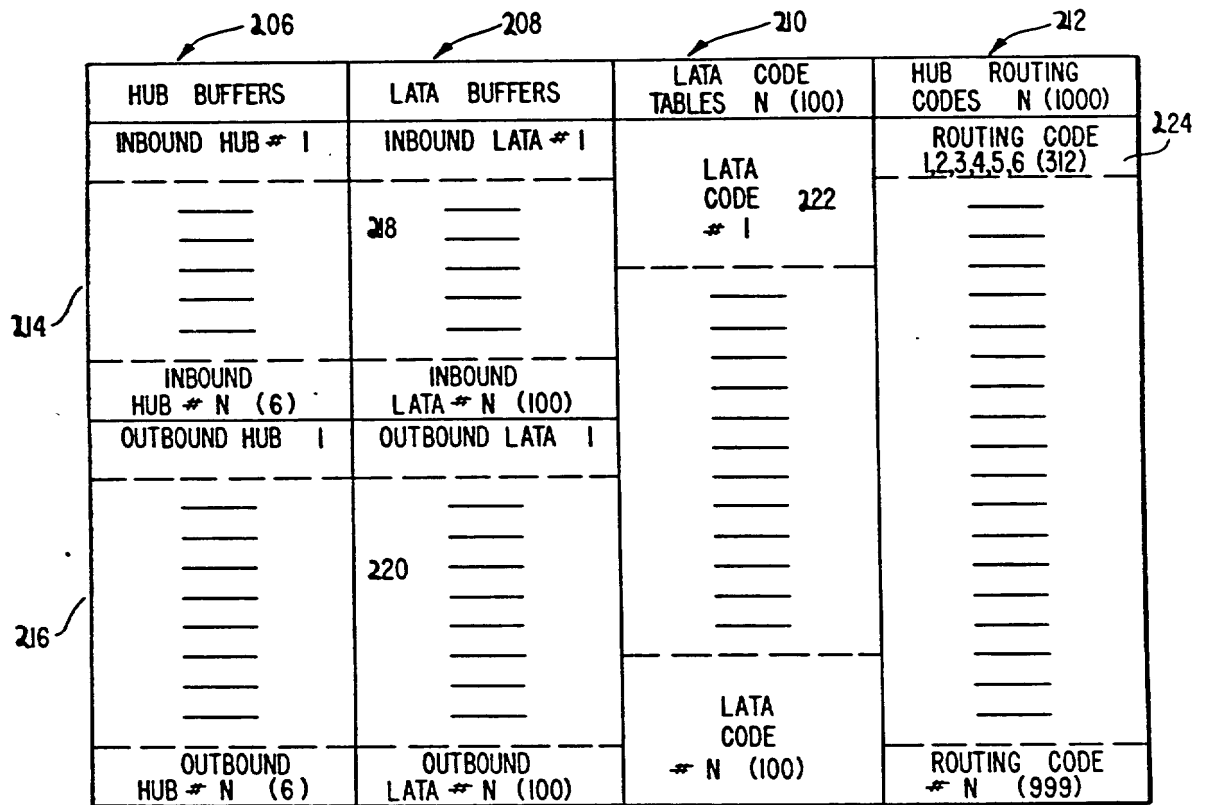 206
208
210
212
HUB BUFFERS
LATA BUFFERS
LATA CODE
TABLES N (100)
HUB ROUTING
CODES N (1000)
INBOUND HUB # 1
INBOUND LATA # 1
LATA
CODE 222
# 1
ROUTING CODE
1,2,3,4,5,6 (312)
224
218
214
INBOUND
HUB # N (6)
INBOUND
LATA # N (100)
OUTBOUND HUB 1
OUTBOUND LATA 1
220
216
LATA
CODE
# N (100)
OUTBOUND
HUB # N (6)
OUTBOUND
LATA # N (100)
ROUTING CODE
# N (999)